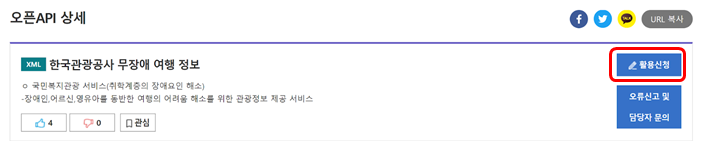 오픈API 상세
f
TALK
URL 복사
XML 한국관광공사 무장애 여행 정보
활용신청
ㅇ 국민복지관광 서비스(취학계층의 장애요인 해소)
-장애인,어르신,영유아를 동반한 여행의 어려움 해소를 위한 관광정보 제공 서비스
오류신고 및
담당자 문의
4
0
관심